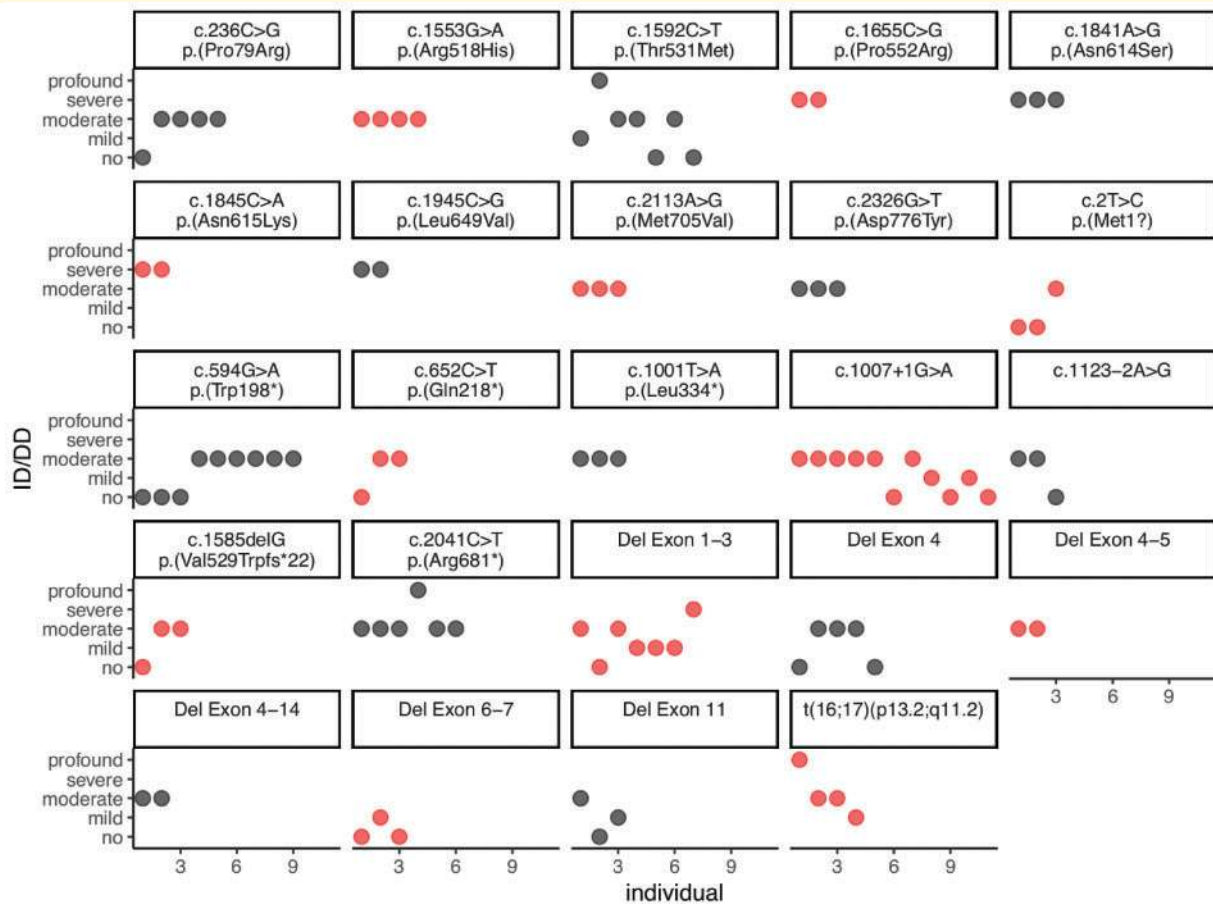 c.236C>G
p.(Pro79Arg)
c.1553G>A
p.(Arg518His)
c.1592C>T
p.(Thr531Met)
c.1655C>G
p.(Pro552Arg)
c.1841A>G
p.(Asn614Ser)
profound
severe
moderate
mild
no
c.1845C>A
p.(Asn615Lys)
c.1945C>G
p.(Leu649Val)
c.2113A>G
p.(Met705Val)
c.2326G>T
p.(Asp776Tyr)
c.2T>C
p.(Met1?)
profound
severe
moderate
mild
no
c.594G>A
p.(Trp198*)
c.652C>T
p.(Gln218*)
c.1001T>A
p.(Leu334*)
c.1007+1G>A
c.1123−2A>G
profound
severe
moderate
mild
no
ID/DD
c.1585delG
p.(Val529Trpfs*22)
c.2041C>T
p.(Arg681*)
Del Exon 1−3
Del Exon 4
Del Exon 4−5
profound
severe
moderate
mild
no
3 6 9
Del Exon 4−14
Del Exon 6−7
Del Exon 11
t(16;17)(p13.2;q11.2)
profound
severe
moderate
mild
no
3 6 9 3 6 9 3 6 9 3 6 9
individual